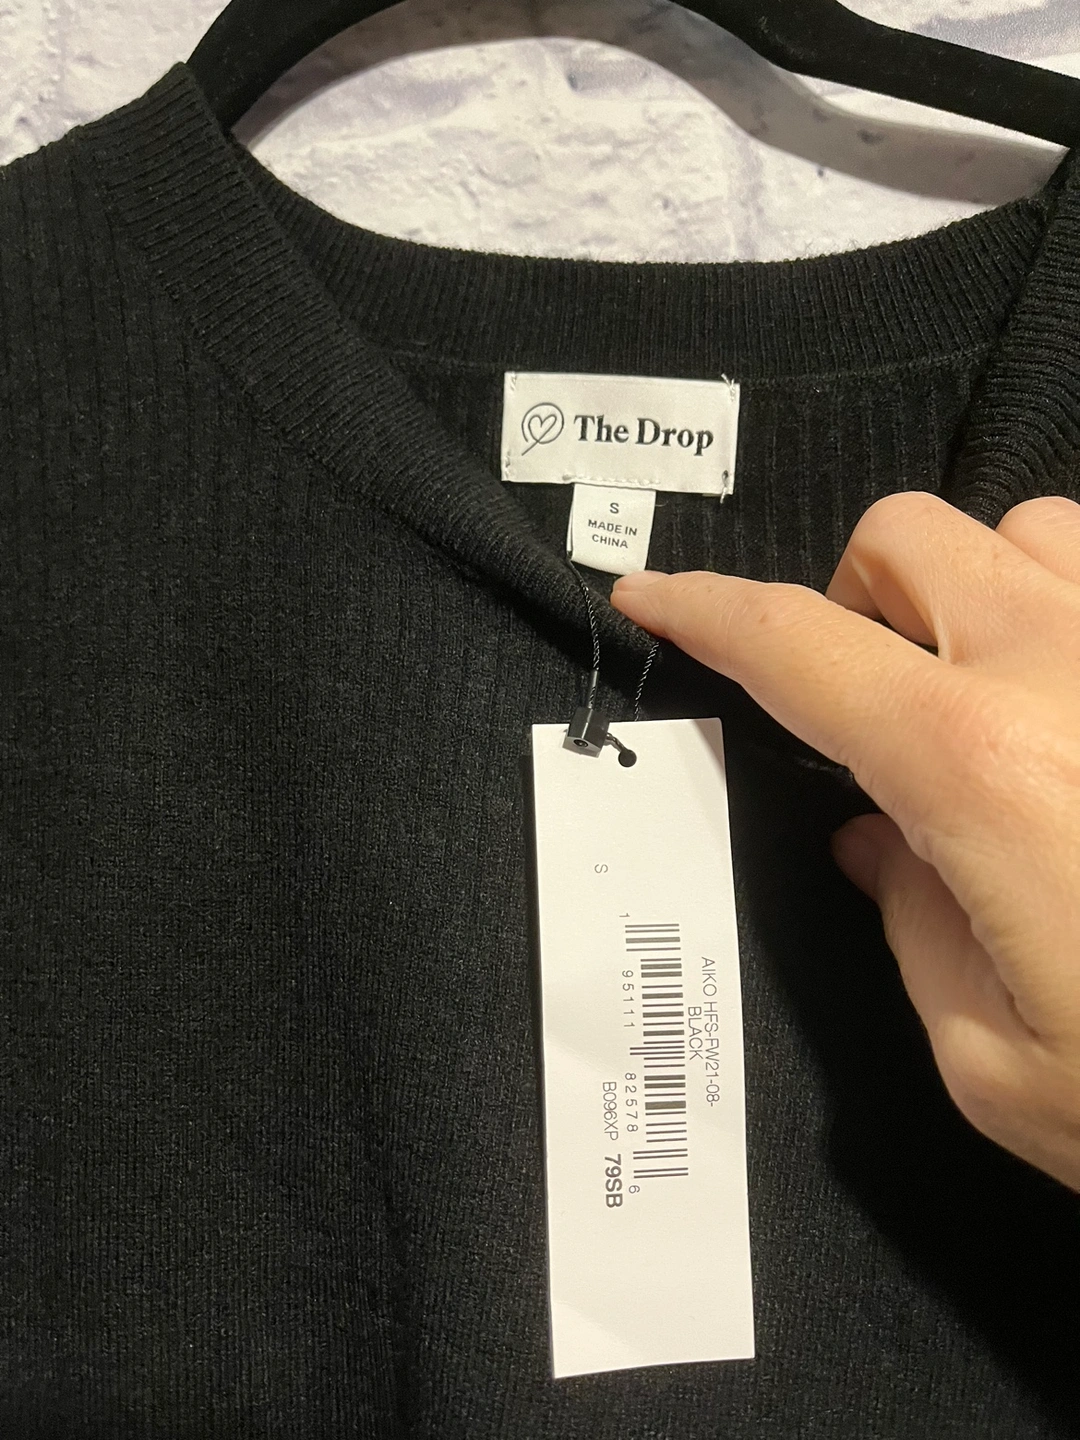 The Drop
S
MADE IN
CHINA
S
AIKO HFS-FW21-08-
BLACK
1 95111 82578 6
B096XP 79SB